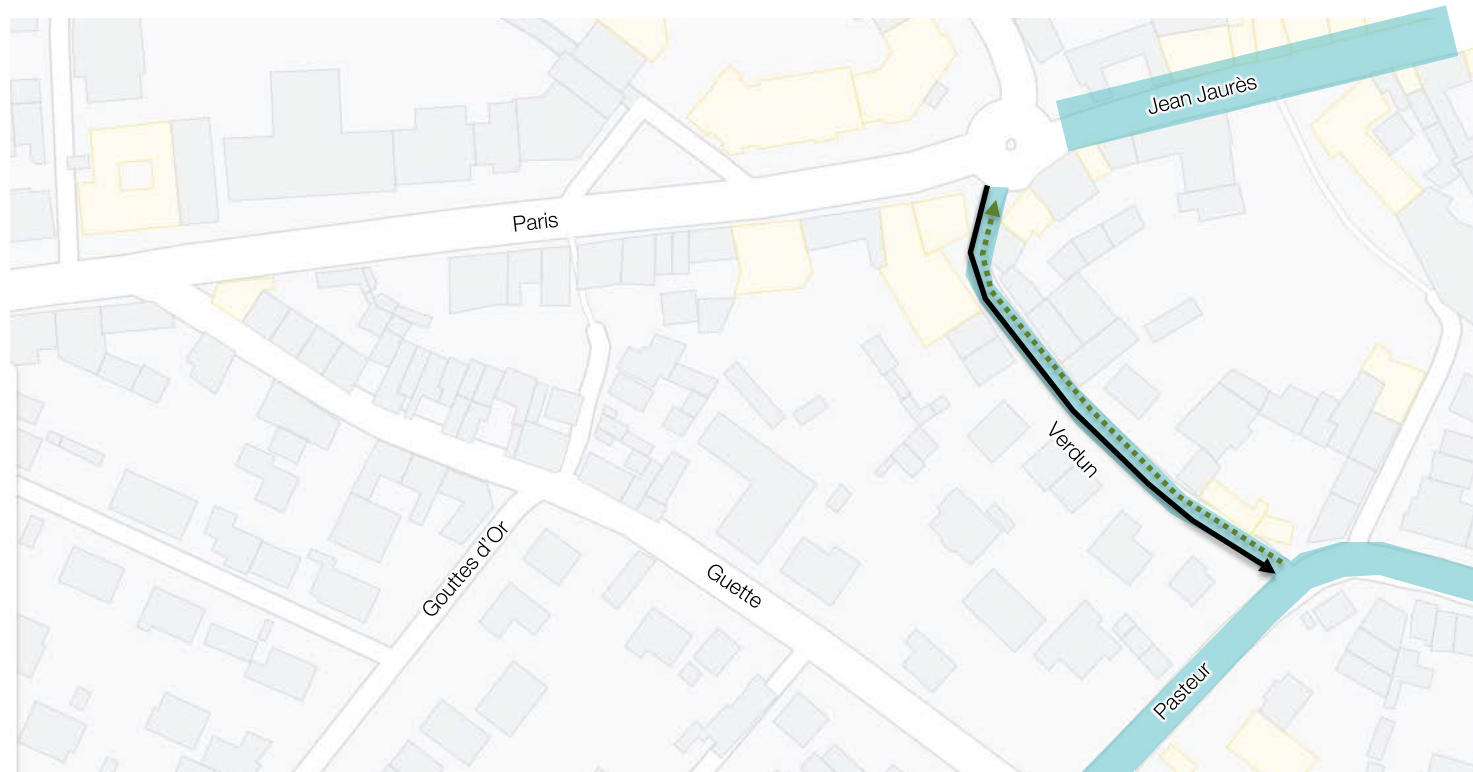 Jean Jaurès
Paris
Verdun
Gouttes d'Or
Guette
Pasteur